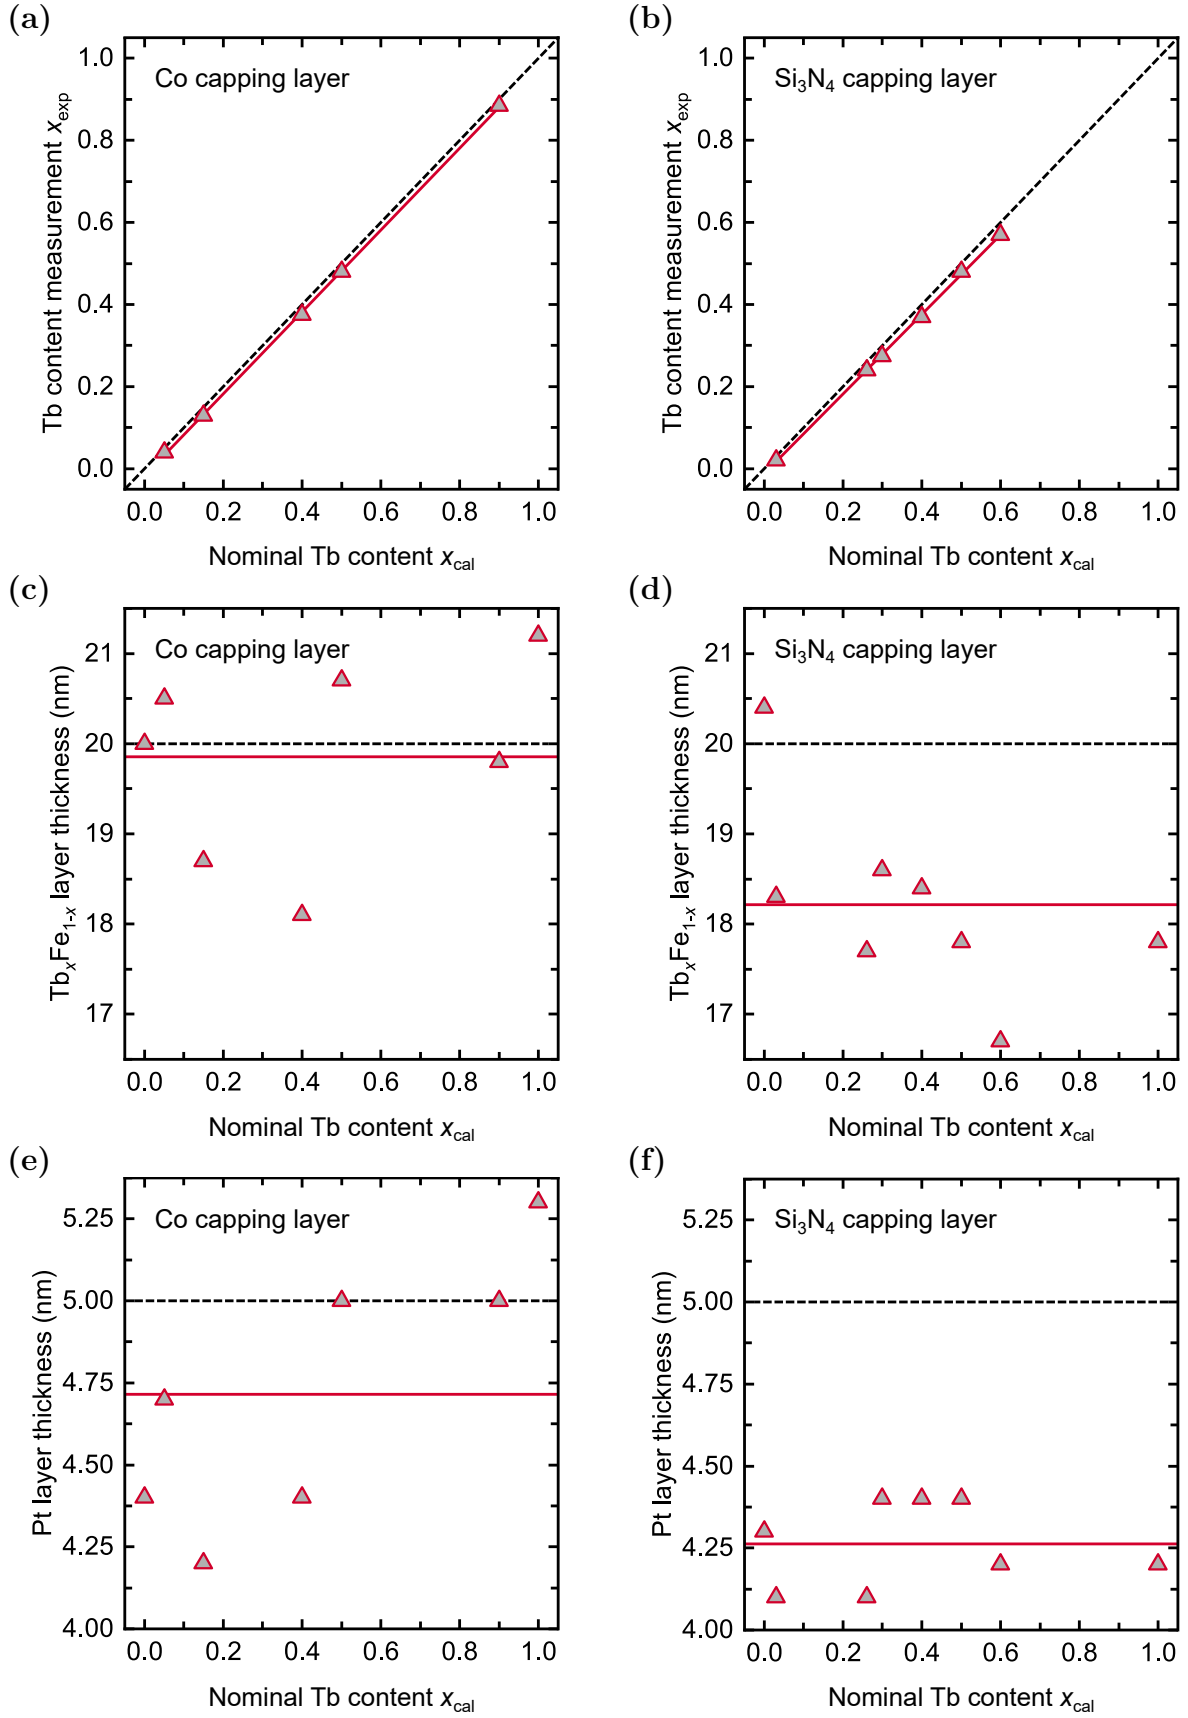 (a)
Co capping layer
Tb content measurement x_exp
1.0
0.8
0.6
0.4
0.2
0.0
0.0 0.2 0.4 0.6 0.8 1.0
Nominal Tb content x_cal
(b)
Si₃N₄ capping layer
Tb content measurement x_exp
1.0
0.8
0.6
0.4
0.2
0.0
0.0 0.2 0.4 0.6 0.8 1.0
Nominal Tb content x_cal
(c)
Co capping layer
Tb_xFe_1-x layer thickness (nm)
21
20
19
18
17
0.0 0.2 0.4 0.6 0.8 1.0
Nominal Tb content x_cal
(d)
Si₃N₄ capping layer
Tb_xFe_1-x layer thickness (nm)
21
20
19
18
17
0.0 0.2 0.4 0.6 0.8 1.0
Nominal Tb content x_cal
(e)
Co capping layer
Pt layer thickness (nm)
5.25
5.00
4.75
4.50
4.25
4.00
0.0 0.2 0.4 0.6 0.8 1.0
Nominal Tb content x_cal
(f)
Si₃N₄ capping layer
Pt layer thickness (nm)
5.25
5.00
4.75
4.50
4.25
4.00
0.0 0.2 0.4 0.6 0.8 1.0
Nominal Tb content x_cal